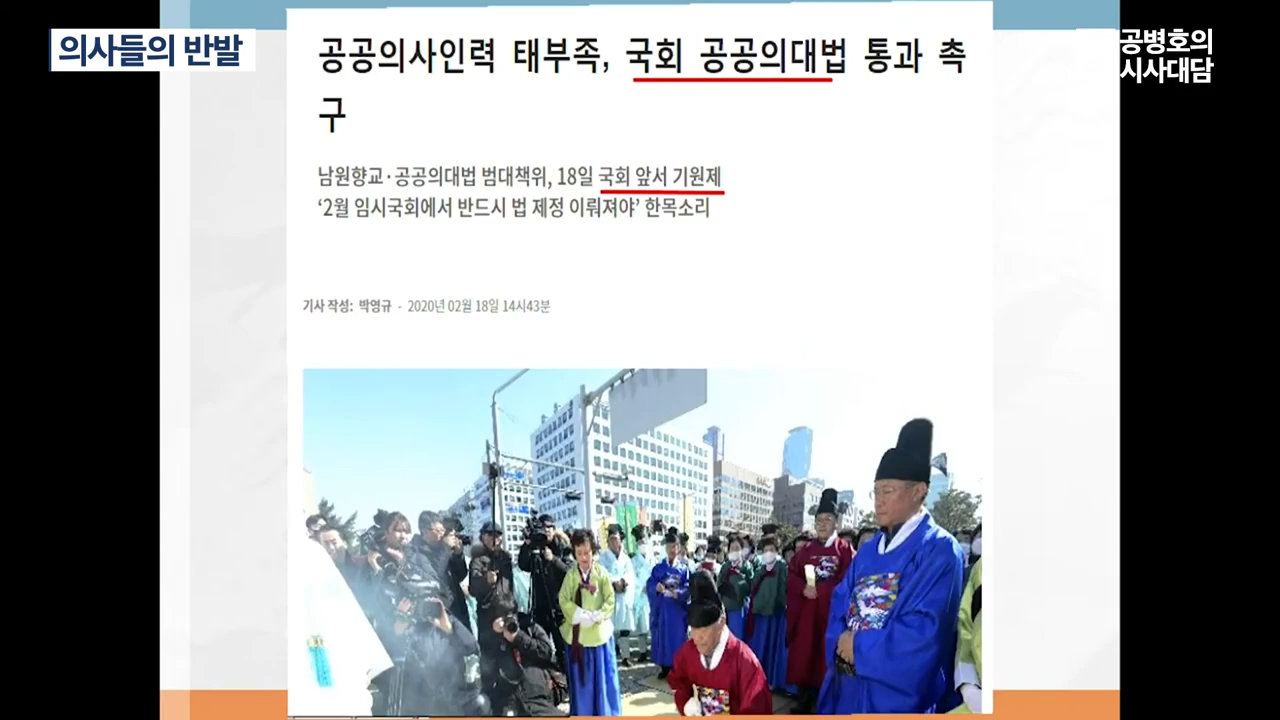 의사들의 반발
공병호의
시사대담
공공의사인력 태부족, 국회 공공의대법 통과 촉
구
남원향교·공공의대법 범대책위, 18일 국회 앞서 기원제
‘2월 임시국회에서 반드시 법 제정 이뤄져야’ 한목소리
기사 작성: 박영규 - 2020년 02월 18일 14시43분